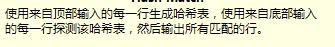 使用来自顶部输入的每一行生成哈希表，使用来自底部输入
的每一行探测该哈希表，然后输出所有匹配的行。